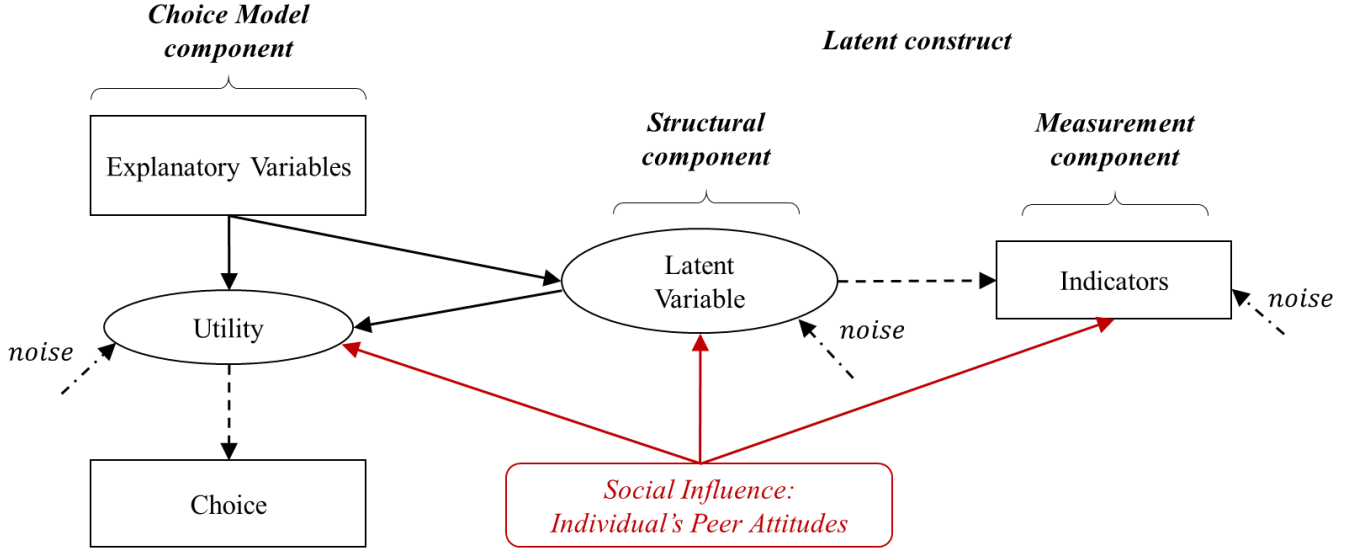 Choice Model
component
Latent construct
Structural
component
Measurement
component
Explanatory Variables
Latent
Variable
Indicators
Utility
noise
noise
noise
Choice
Social Influence:
Individual's Peer Attitudes